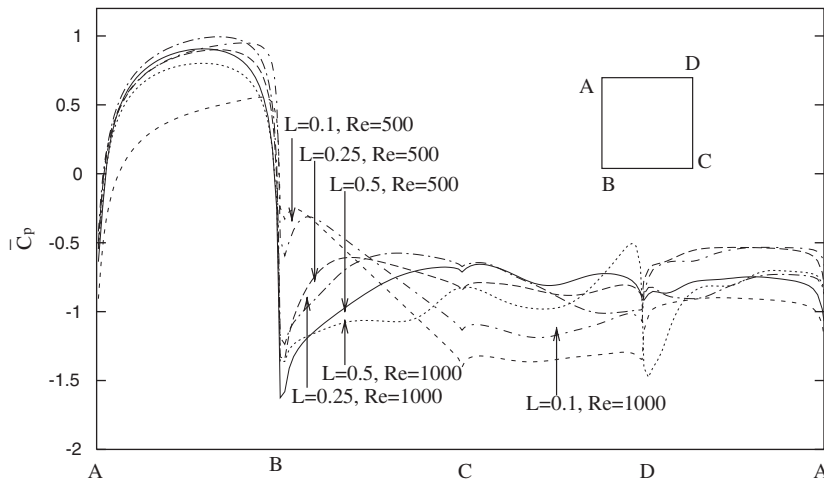 1
0.5
0
-0.5
-1
-1.5
-2
C̄p
L=0.1, Re=500
L=0.25, Re=500
L=0.5, Re=500
L=0.5, Re=1000
L=0.25, Re=1000
L=0.1, Re=1000
D
A
C
B
A
B
C
D
A